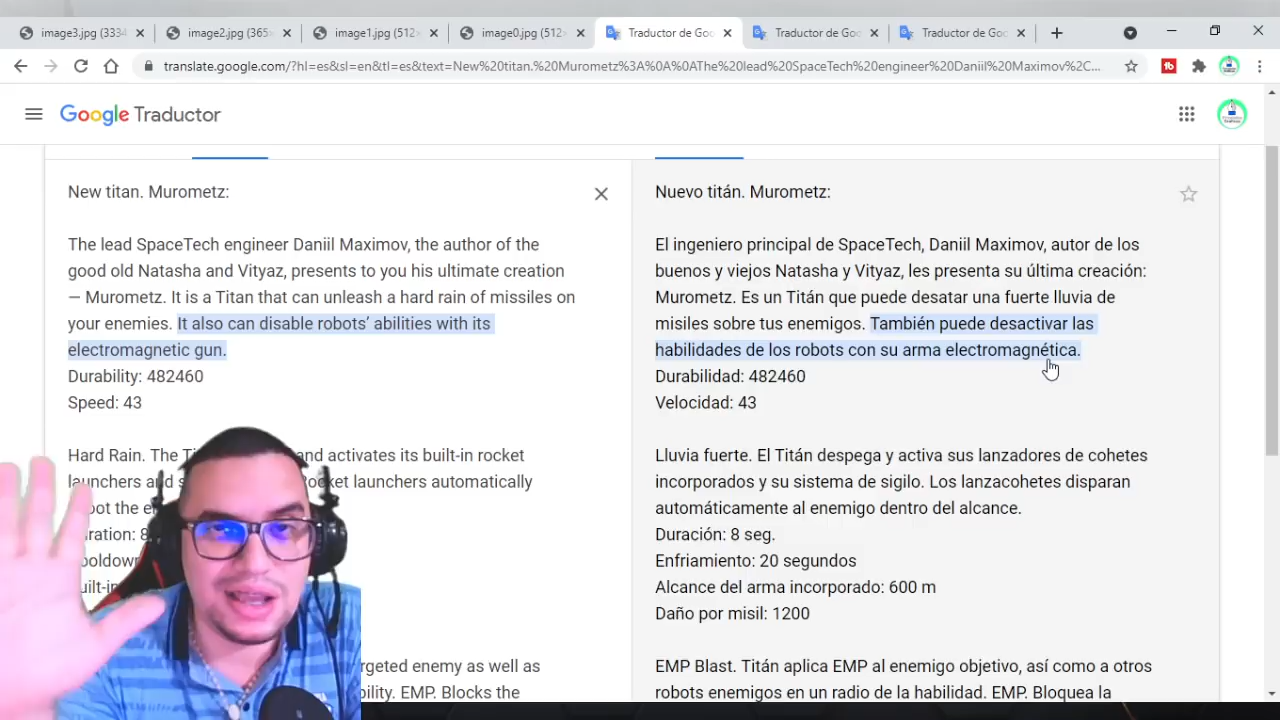 image3.jpg (3334
image2.jpg (365
image1.jpg (512
image0.jpg (512
Traductor de Goo
Traductor de Goo
Traductor de Goo
translate.google.com/?hl=es&sl=en&tl=es&text=New%20titan.%20Murometz%3A%0A%0AThe%20lead%20SpaceTech%20engineer%20Daniil%20Maximov%2C...
Google Traductor
New titan. Murometz:
The lead SpaceTech engineer Daniil Maximov, the author of the
good old Natasha and Vityaz, presents to you his ultimate creation
— Murometz. It is a Titan that can unleash a hard rain of missiles on
your enemies. It also can disable robots’ abilities with its
electromagnetic gun.
Durability: 482460
Speed: 43
Hard Rain. The and activates its built-in rocket
launchers and launchers automatically
the
8
rgeted enemy as well as
bility. EMP. Blocks the
Nuevo titán. Murometz:
El ingeniero principal de SpaceTech, Daniil Maximov, autor de los
buenos y viejos Natasha y Vityaz, les presenta su última creación:
Murometz. Es un Titán que puede desatar una fuerte lluvia de
misiles sobre tus enemigos. También puede desactivar las
habilidades de los robots con su arma electromagnética.
Durabilidad: 482460
Velocidad: 43
Lluvia fuerte. El Titán despega y activa sus lanzadores de cohetes
incorporados y su sistema de sigilo. Los lanzacohetes disparan
automáticamente al enemigo dentro del alcance.
Duración: 8 seg.
Enfriamiento: 20 segundos
Alcance del arma incorporado: 600 m
Daño por misil: 1200
EMP Blast. Titán aplica EMP al enemigo objetivo, así como a otros
robots enemigos en un radio de la habilidad. EMP. Bloquea la